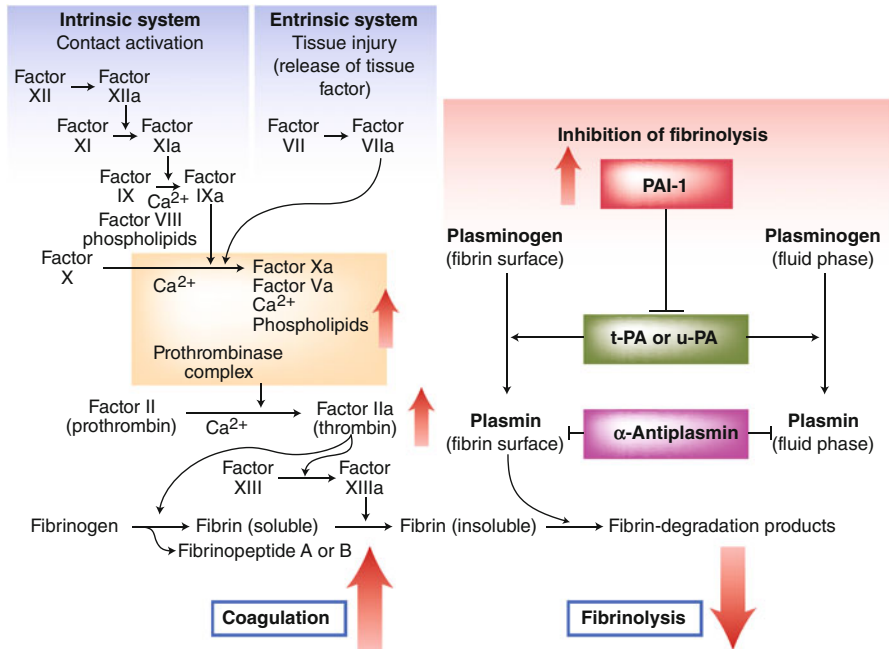 Intrinsic system
Contact activation
Entrinsic system
Tissue injury
(release of tissue
factor)
Factor
XII
Factor
XIIa
Factor
XI
Factor
XIa
Factor
VII
Factor
VIIa
Factor
IX
Ca2+
Factor
IXa
Factor VIII
phospholipids
Factor
X
Ca2+
Factor Xa
Factor Va
Ca2+
Phospholipids
Prothrombinase
complex
Factor II
(prothrombin)
Ca2+
Factor IIa
(thrombin)
Factor
XIII
Factor
XIIIa
Fibrinogen
Fibrin (soluble)
Fibrin (insoluble)
Fibrin-degradation products
Fibrinopeptide A or B
Coagulation
Inhibition of fibrinolysis
PAI-1
Plasminogen
(fibrin surface)
Plasminogen
(fluid phase)
t-PA or u-PA
Plasmin
(fibrin surface)
α-Antiplasmin
Plasmin
(fluid phase)
Fibrinolysis